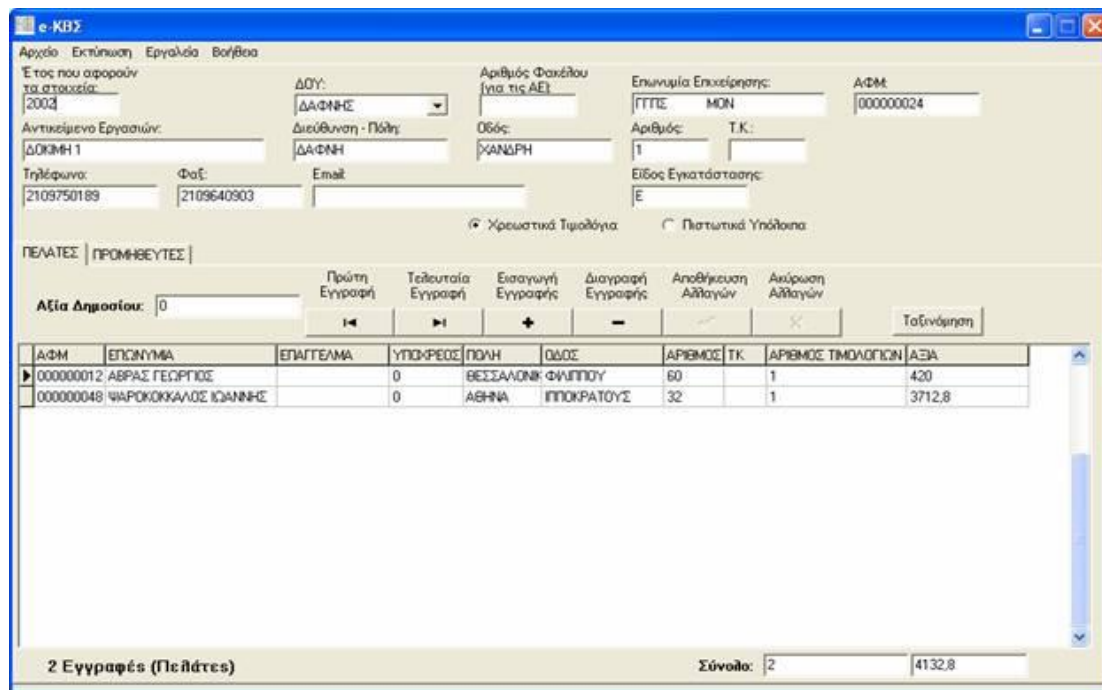 e-ΚΒΣ
Αρχείο Εκτύπωση Εργαλεία Βοήθεια
Έτος που αφορούν τα στοιχεία: ΔΟΥ: Αριθμός Φακέλου (για τις ΑΕ): Επωνυμία Επιχείρησης: ΑΦΜ:
2002 ΔΑΦΝΗΣ ΓΓΠΣ ΜΟΝ 000000024
Αντικείμενο Εργασιών: Διεύθυνση - Πόλη: Οδός: Αριθμός: Τ.Κ.:
ΔΟΚΙΜΗ 1 ΔΑΦΝΗ ΧΑΝΔΡΗ 1
Τηλέφωνο: Φαξ: Email: Είδος Εγκατάστασης:
2109750189 2109640903 Ε
Χρεωστικά Τιμολόγια Πιστωτικά Υπόλοιπα
ΠΕΛΑΤΕΣ ΠΡΟΜΗΘΕΥΤΕΣ
Αξία Δημοσίου: 0 Πρώτη Εγγραφή Τελευταία Εγγραφή Εισαγωγή Εγγραφής Διαγραφή Εγγραφής Αποθήκευση Αλλαγών Ακύρωση Αλλαγών Ταξινόμηση
ΑΦΜ ΕΠΩΝΥΜΙΑ ΕΠΑΓΓΕΛΜΑ ΥΠΟΧΡΕΟΣ ΠΟΛΗ ΟΔΟΣ ΑΡΙΘΜΟΣ ΤΚ ΑΡΙΘΜΟΣ ΤΙΜΟΛΟΓΙΩΝ ΑΞΙΑ
000000012 ΑΒΡΑΣ ΓΕΩΡΓΙΟΣ 0 ΘΕΣΣΑΛΟΝΙΚ ΦΙΛΙΠΠΟΥ 60 1 420
000000048 ΨΑΡΟΚΟΚΚΑΛΟΣ ΙΩΑΝΝΗΣ 0 ΑΘΗΝΑ ΙΠΠΟΚΡΑΤΟΥΣ 32 1 3712,8
2 Εγγραφές (Πελάτες) Σύνολο: 2 4132,8